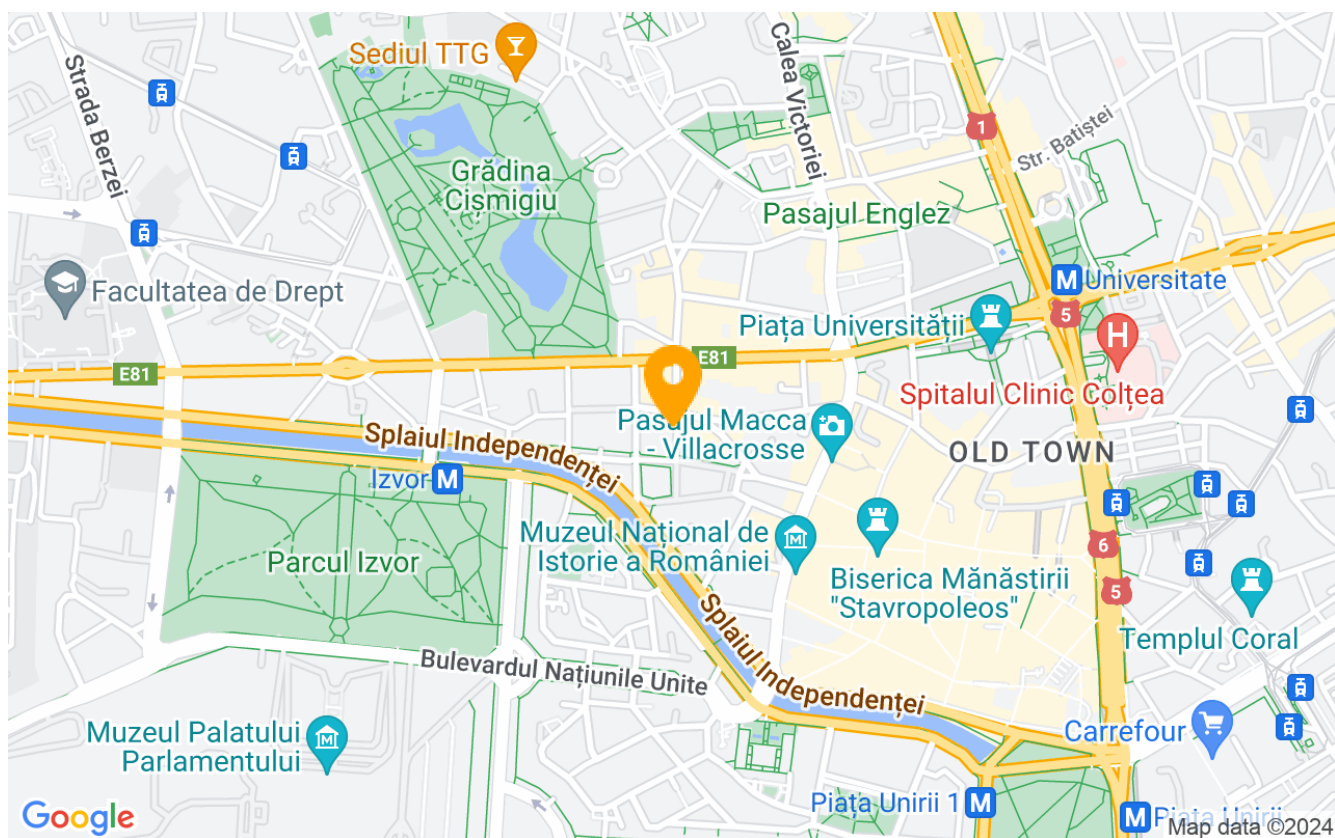 Sediul TTG
Strada Berzei
Calea Victoriei
1
Str. Batiștei
Grădina
Cișmigiu
Pasajul Englez
Facultatea de Drept
M Universitate
5
Piața Universității
H
E81
E81
Spitalul Clinic Colțea
Pasajul Macca
- Villacrosse
OLD TOWN
Splaiul Independenței
Izvor M
Muzeul Național de
Istorie a României
Parcul Izvor
6
5
Biserica Mănăstirii
"Stavropoleos"
Templul Coral
Splaiul Independenței
Bulevardul Națiunile Unite
Muzeul Palatului
Parlamentului
Carrefour
Piața Unirii 1 M
M Piața Unirii
Google
Map data ©2024